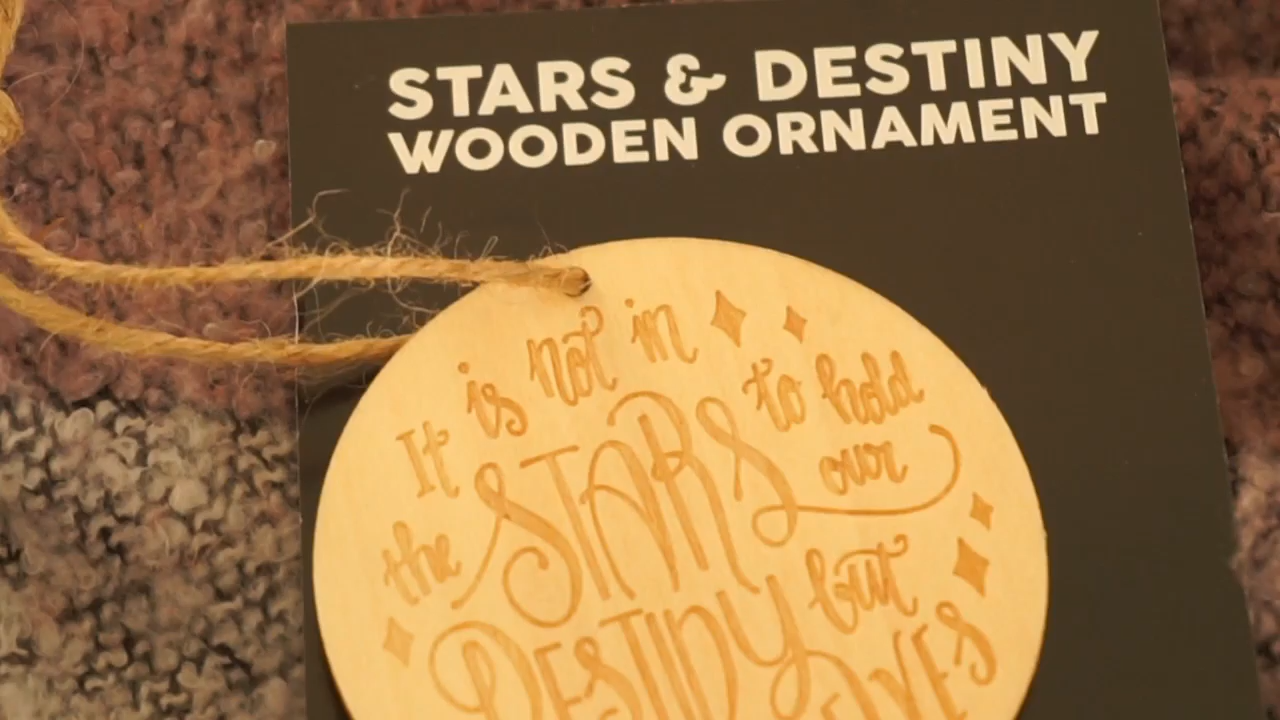 STARS & DESTINY
WOODEN ORNAMENT
It is not in
the STARS to hold
our
DESTINY but